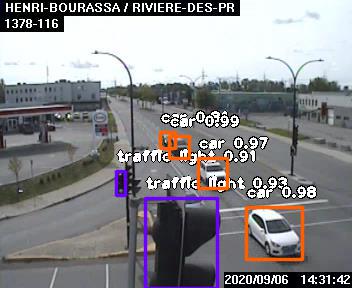 HENRI-BOURASSA / RIVIERE-DES-PR
1378-116
car 0.99
car 0.97
traffic light 0.91
traffic light 0.93
car 0.98
2020/09/06 14:31:42